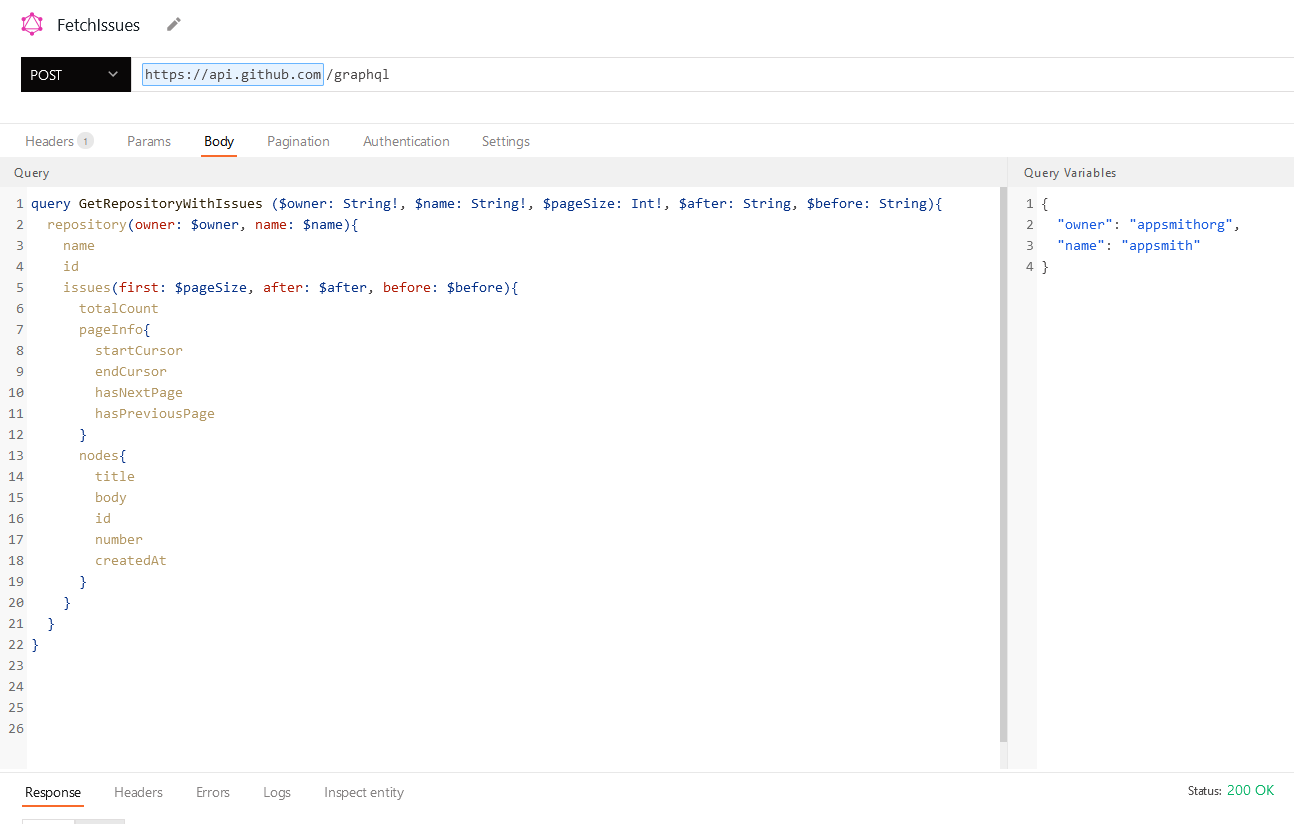 FetchIssues
POST https://api.github.com/graphql
Headers 1 Params Body Pagination Authentication Settings
Query
1 query GetRepositoryWithIssues ($owner: String!, $name: String!, $pageSize: Int!, $after: String, $before: String){
2 repository(owner: $owner, name: $name){
3 name
4 id
5 issues(first: $pageSize, after: $after, before: $before){
6 totalCount
7 pageInfo{
8 startCursor
9 endCursor
10 hasNextPage
11 hasPreviousPage
12 }
13 nodes{
14 title
15 body
16 id
17 number
18 createdAt
19 }
20 }
21 }
22 }
23
24
25
26
Query Variables
1 {
2 "owner": "appsmithorg",
3 "name": "appsmith"
4 }
Response Headers Errors Logs Inspect entity
Status: 200 OK